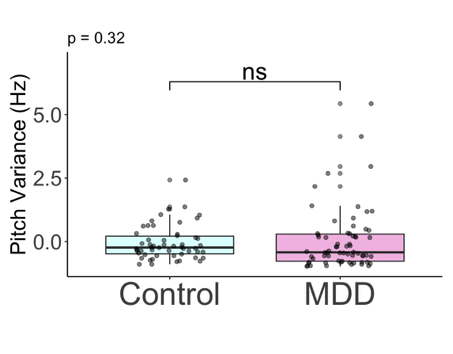 p = 0.32
ns
Pitch Variance (Hz)
5.0
2.5
0.0
Control MDD